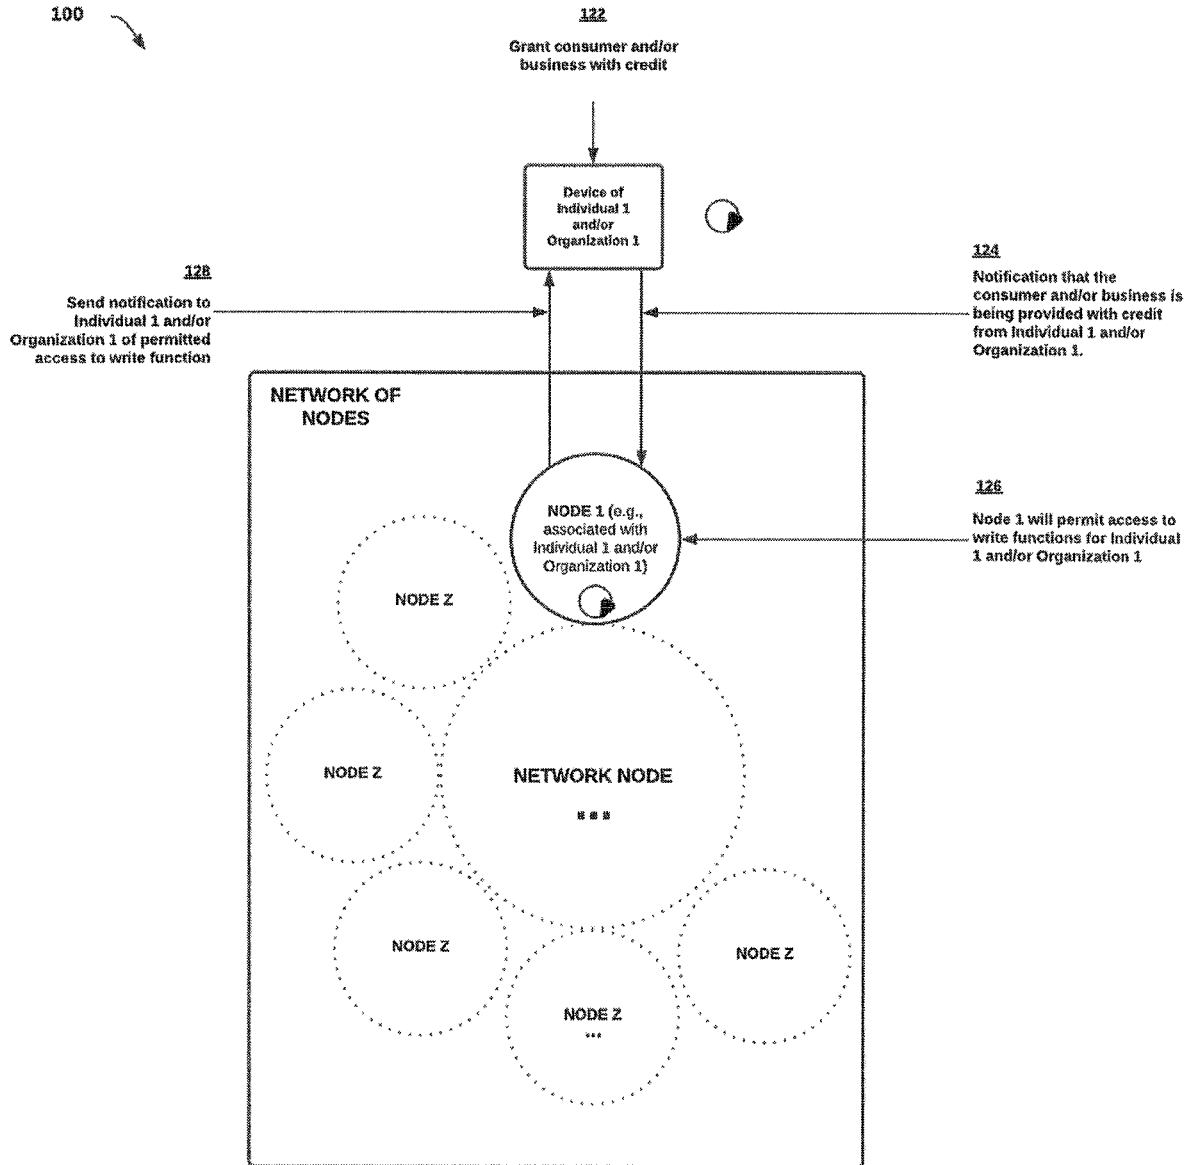 100
122
Grant consumer and/or
business with credit
Device of
Individual 1
and/or
Organization 1
128
Send notification to
Individual 1 and/or
Organization 1 of permitted
access to write function
124
Notification that the
consumer and/or business is
being provided with credit
from Individual 1 and/or
Organization 1.
NETWORK OF
NODES
NODE 1 (e.g.,
associated with
Individual 1 and/or
Organization 1)
126
Node 1 will permit access to
write functions for Individual
1 and/or Organization 1
NODE Z
NODE Z
NETWORK NODE
...
NODE Z
NODE Z
NODE Z
...